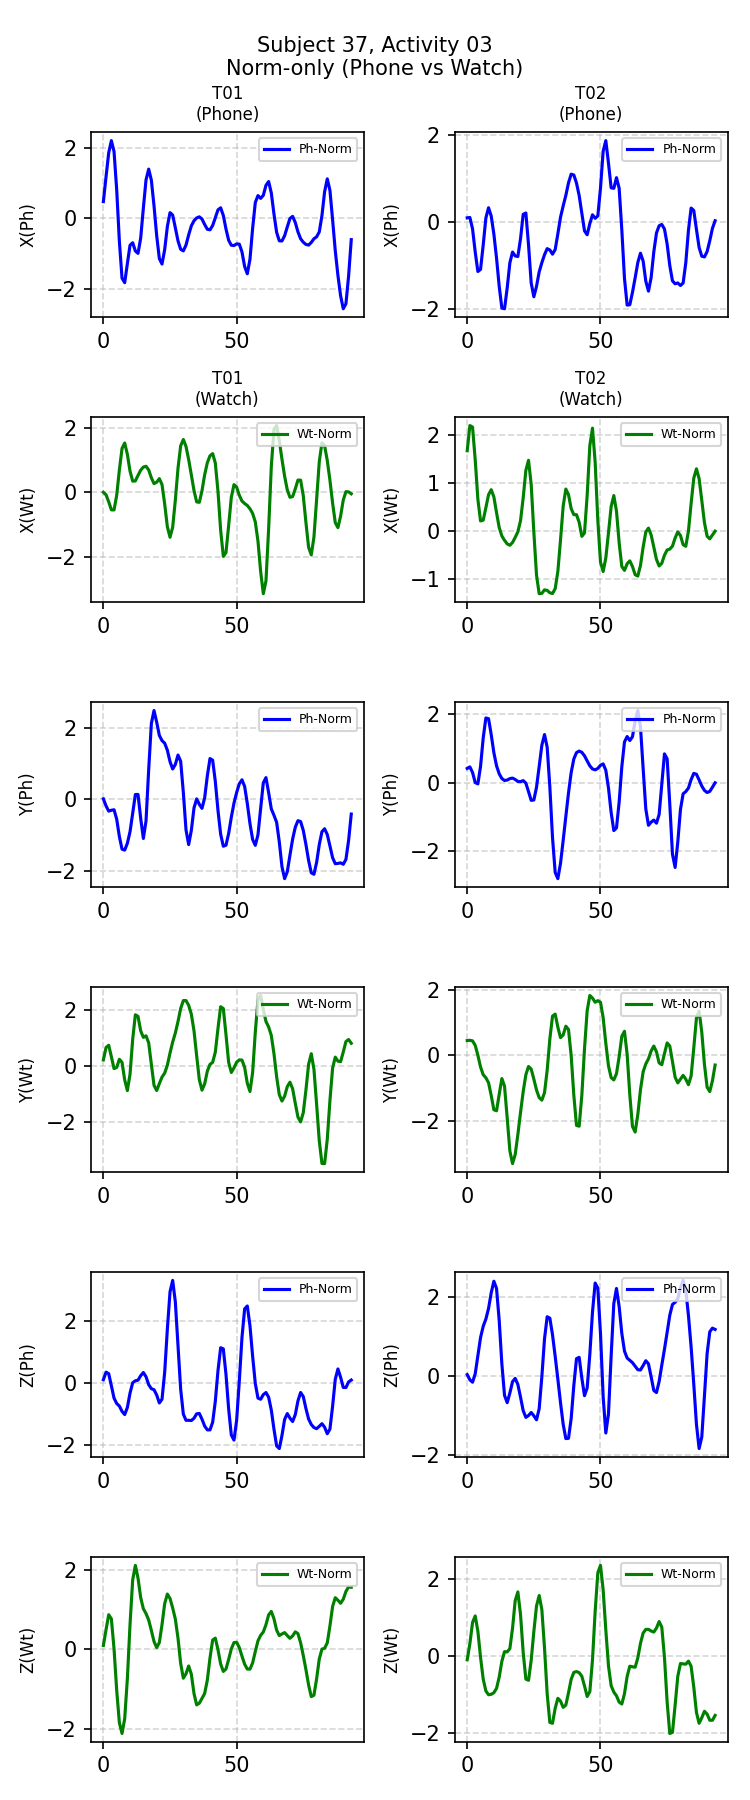 Subject 37, Activity 03
Norm-only (Phone vs Watch)
T01
(Phone)
X(Ph)
2
0
−2
0
50
Ph-Norm
T02
(Phone)
X(Ph)
2
0
−2
0
50
Ph-Norm
T01
(Watch)
X(Wt)
2
0
−2
0
50
Wt-Norm
T02
(Watch)
X(Wt)
2
1
0
−1
0
50
Wt-Norm
Y(Ph)
2
0
−2
0
50
Ph-Norm
Y(Ph)
2
0
−2
0
50
Ph-Norm
Y(Wt)
2
0
−2
0
50
Wt-Norm
Y(Wt)
2
0
−2
0
50
Wt-Norm
Z(Ph)
2
0
−2
0
50
Ph-Norm
Z(Ph)
2
0
−2
0
50
Ph-Norm
Z(Wt)
2
0
−2
0
50
Wt-Norm
Z(Wt)
2
0
−2
0
50
Wt-Norm